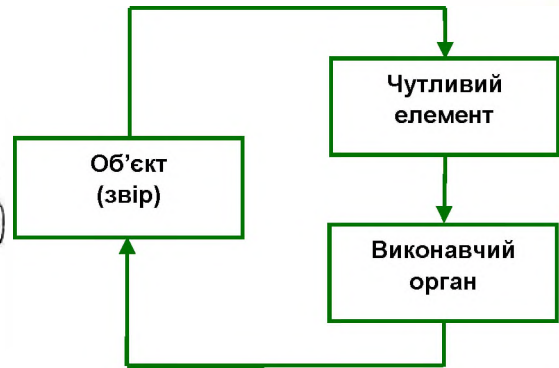 Чутливий
елемент
Об'єкт
(звір)
Виконавчий
орган